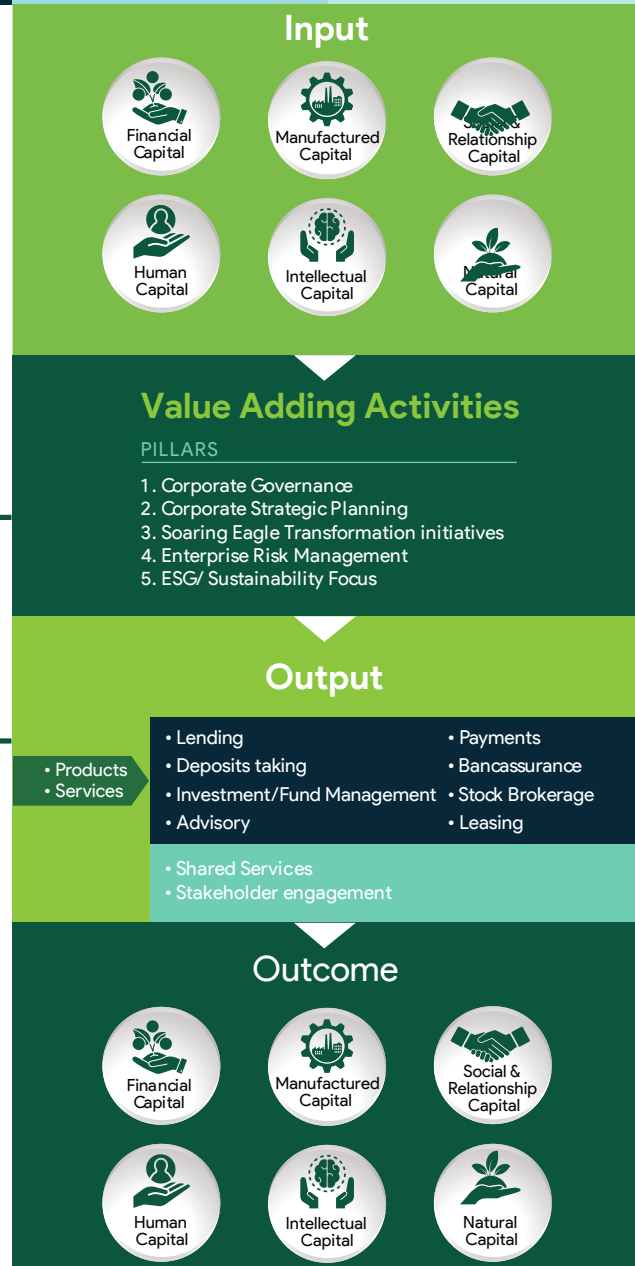 Input
Financial
Capital
Manufactured
Capital
Social &
Relationship
Capital
Human
Capital
Intellectual
Capital
Natural
Capital
Value Adding Activities
PILLARS
1. Corporate Governance
2. Corporate Strategic Planning
3. Soaring Eagle Transformation initiatives
4. Enterprise Risk Management
5. ESG/ Sustainability Focus
Output
• Products
• Services
• Lending
• Deposits taking
• Investment/Fund Management
• Advisory
• Payments
• Bancassurance
• Stock Brokerage
• Leasing
• Shared Services
• Stakeholder engagement
Outcome
Financial
Capital
Manufactured
Capital
Social &
Relationship
Capital
Human
Capital
Intellectual
Capital
Natural
Capital